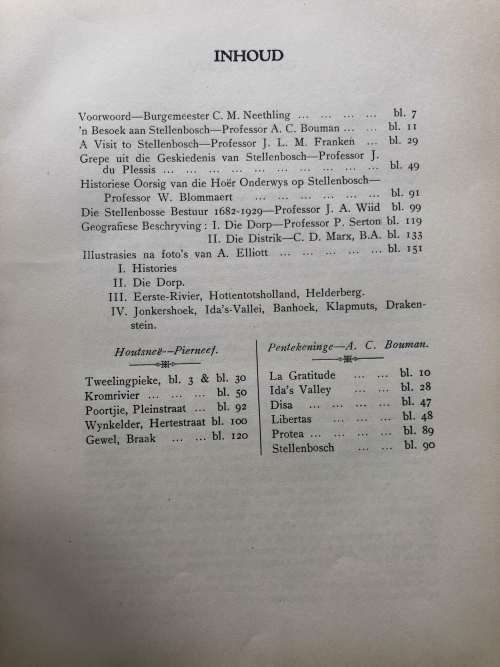 INHOUD
Voorwoord—Burgemeester C. M. Neethling ... ... ... ... bl. 7
'n Besoek aan Stellenbosch—Professor A. C. Bouman ... ... bl. 11
A Visit to Stellenbosch—Professor J. L. M. Franken ... bl. 29
Grepe uit die Geskiedenis van Stellenbosch—Professor J.
du Plessis ... ... ... ... ... ... ... ... ... ... bl. 49
Historiese Oorsig van die Hoër Onderwys op Stellenbosch—
Professor W. Blommaert ... ... ... ... ... ... bl. 91
Die Stellenbosse Bestuur 1682-1929—Professor J. A. Wiid bl. 99
Geografiese Beschryving : I. Die Dorp—Professor P. Serton bl. 119
II. Die Distrik—C. D. Marx, B.A. bl. 133
Illustrasies na foto's van A. Elliott ... ... ... ... ... bl. 151
I. Histories
II. Die Dorp.
III. Eerste-Rivier, Hottentotsholland, Helderberg.
IV. Jonkershoek, Ida's-Vallei, Banhoek, Klapmuts, Draken-
stein.
Houtsneë—Pierneef.
Tweelingpieke, bl. 3 & bl. 30
Kromrivier ... ... ... bl. 50
Poortjie, Pleinstraat ... bl. 92
Wynkelder, Hertestraat bl. 100
Gewel, Braak ... ... bl. 120
Pentekeninge—A. C. Bouman.
La Gratitude ... ... bl. 10
Ida's Valley ... ... bl. 28
Disa ... ... ... ... bl. 47
Libertas ... ... ... bl. 48
Protea ... ... ... ... bl. 89
Stellenbosch ... ... bl. 90